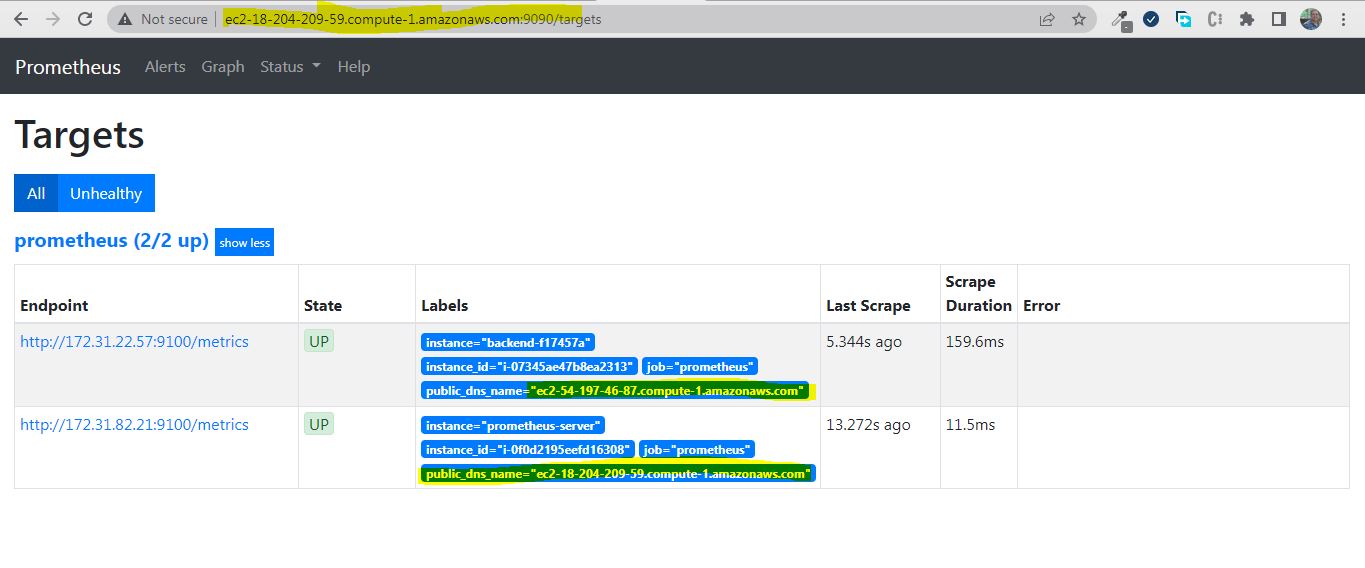 Not secure | ec2-18-204-209-59.compute-1.amazonaws.com:9090/targets
Prometheus Alerts Graph Status Help
Targets
All Unhealthy
prometheus (2/2 up) show less
Endpoint State Labels Last Scrape Scrape Duration Error
http://172.31.22.57:9100/metrics UP instance="backend-f17457a" 5.344s ago 159.6ms
instance_id="i-07345ae47b8ea2313" job="prometheus"
public_dns_name="ec2-54-197-46-87.compute-1.amazonaws.com"
http://172.31.82.21:9100/metrics UP instance="prometheus-server" 13.272s ago 11.5ms
instance_id="i-0f0d2195eefd16308" job="prometheus"
public_dns_name="ec2-18-204-209-59.compute-1.amazonaws.com"